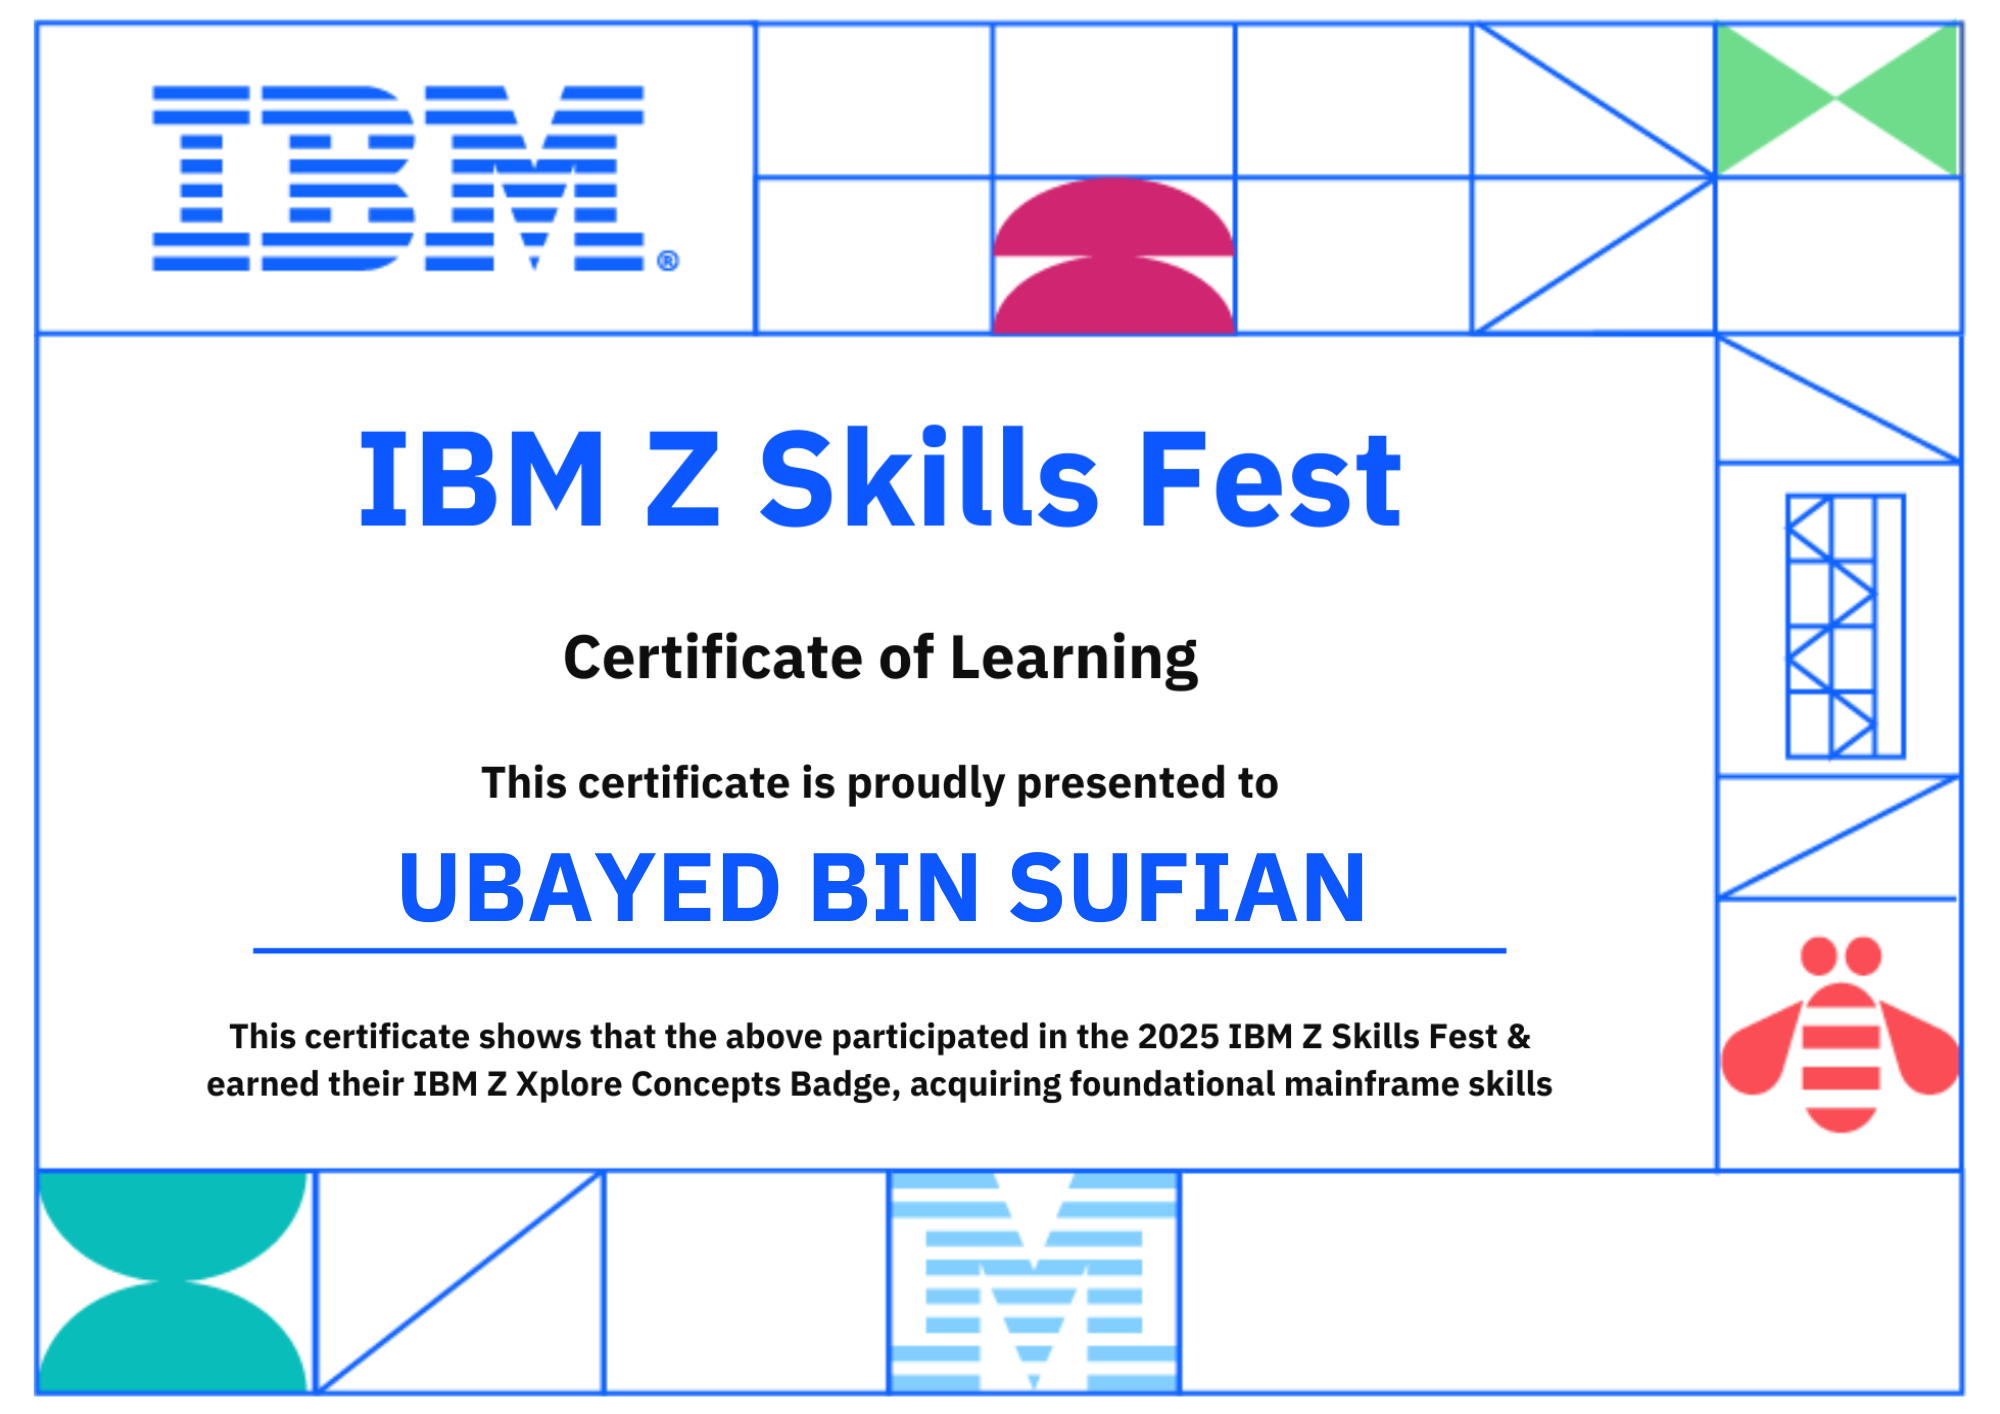 IBM®
IBM Z Skills Fest
Certificate of Learning
This certificate is proudly presented to
UBAYED BIN SUFIAN
This certificate shows that the above participated in the 2025 IBM Z Skills Fest &
earned their IBM Z Xplore Concepts Badge, acquiring foundational mainframe skills
M